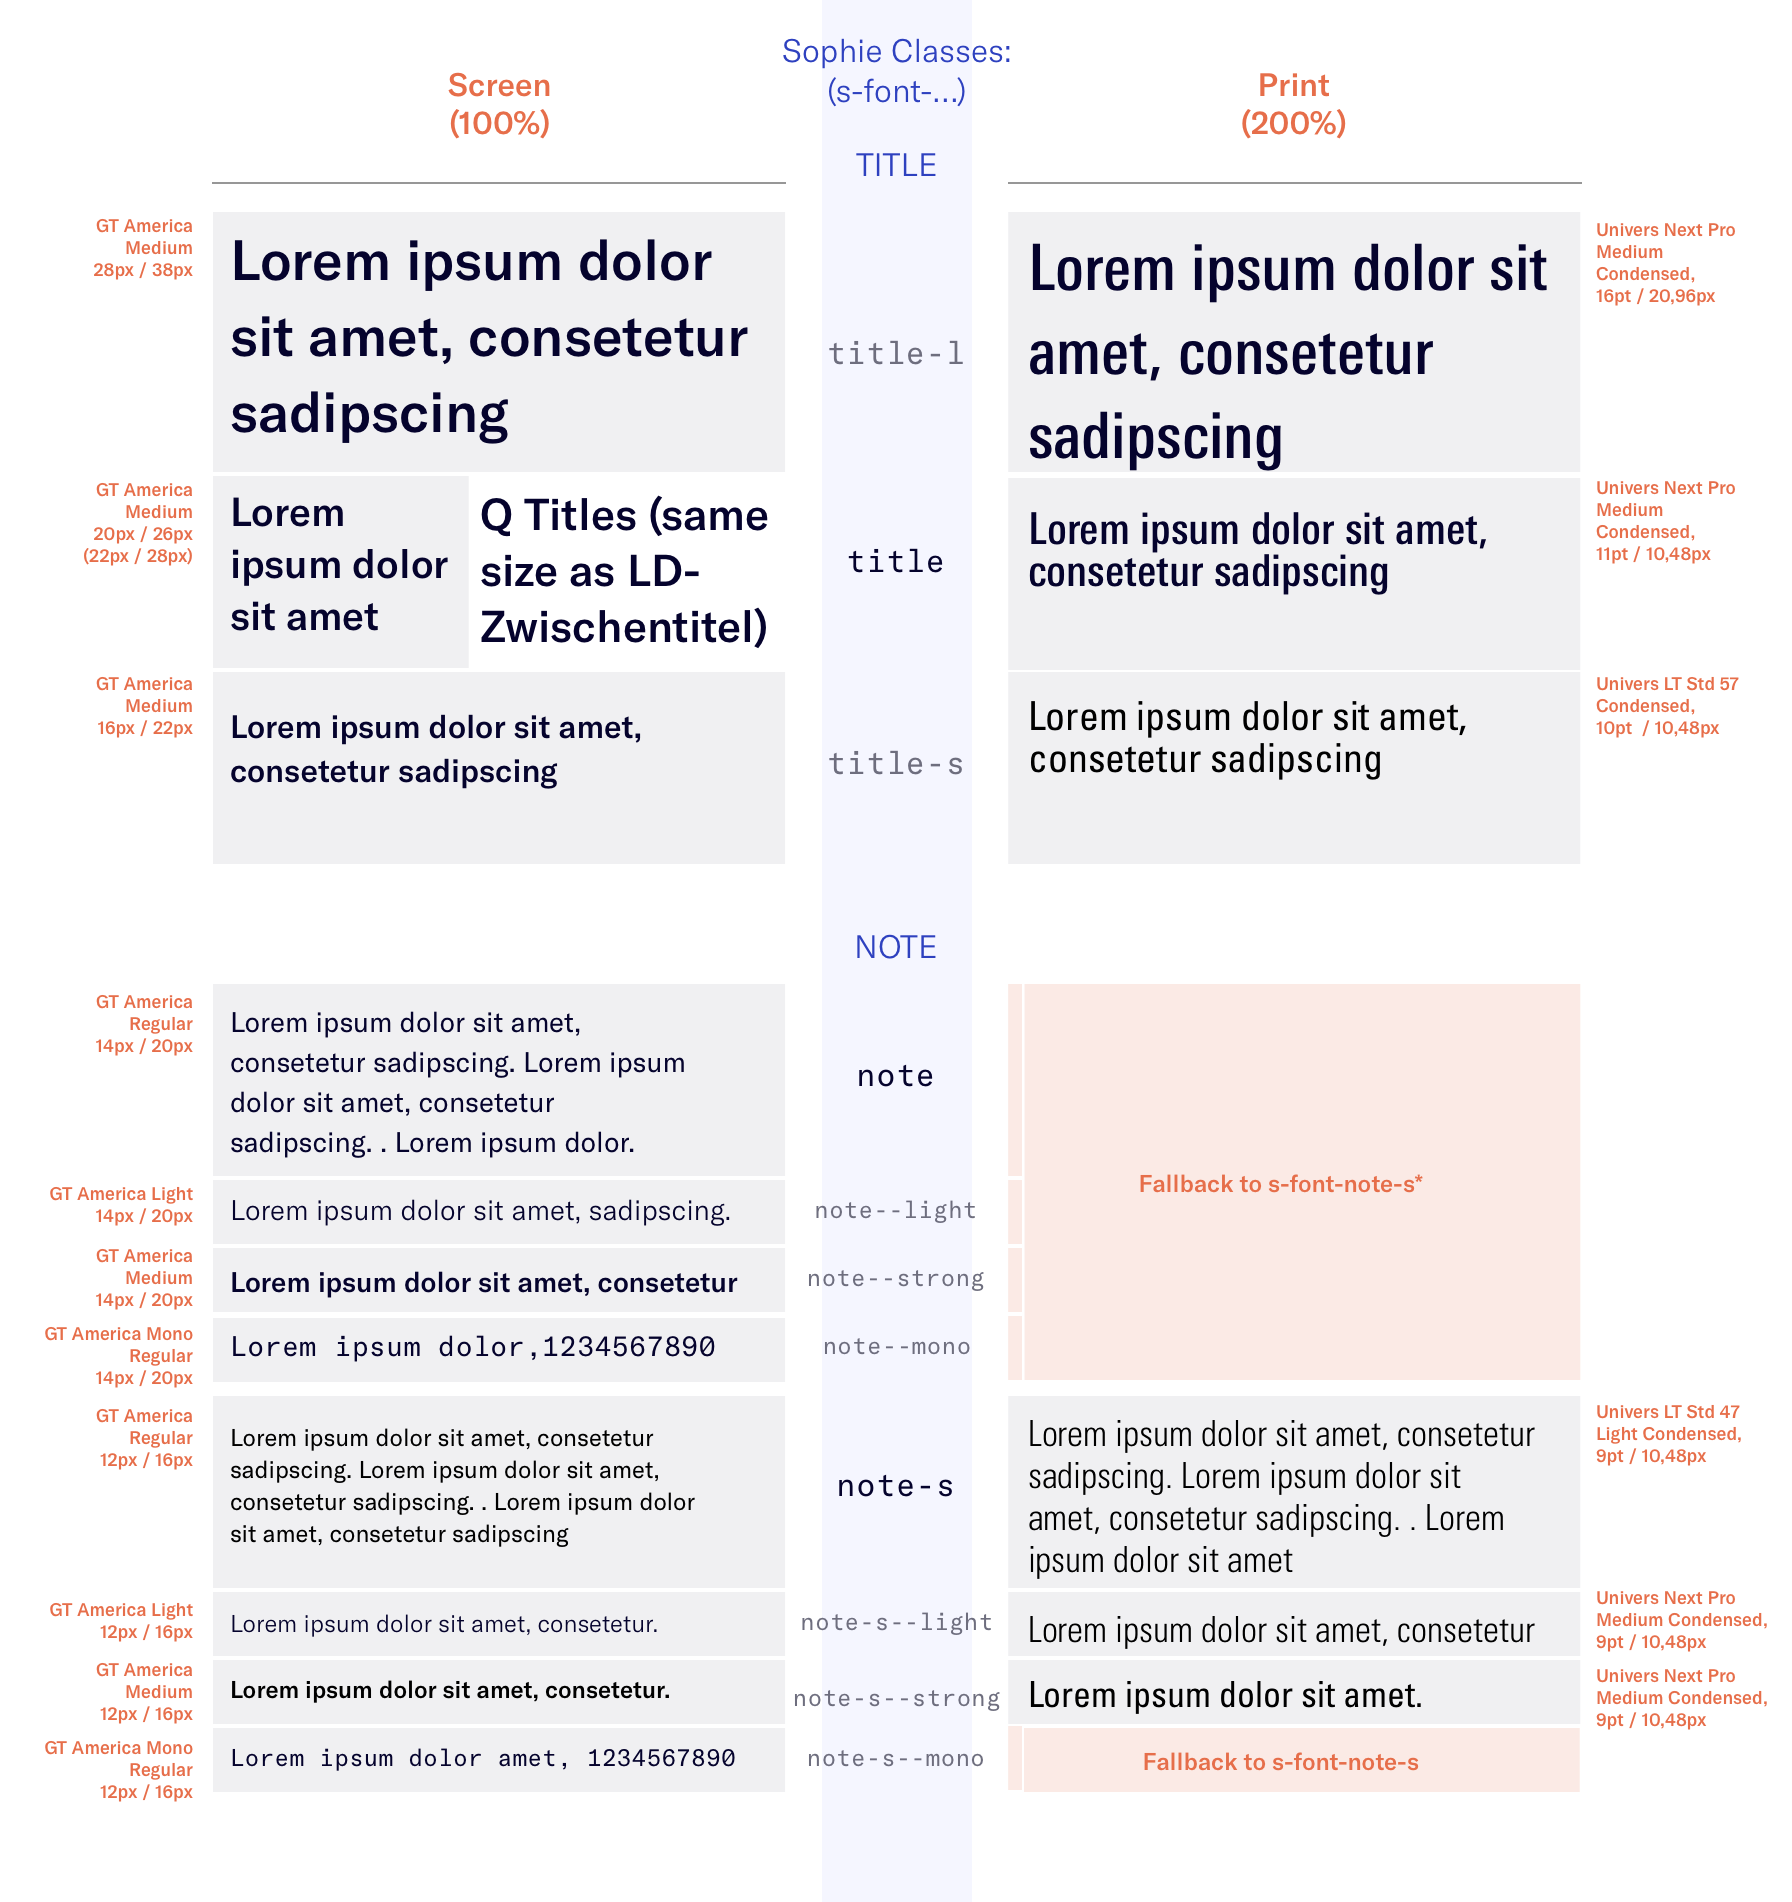 Sophie Classes:
(s-font-...)
Screen
(100%)
Print
(200%)
TITLE
GT America
Medium
28px / 38px
Lorem ipsum dolor
sit amet, consetetur
sadipscing
title-l
Lorem ipsum dolor sit
amet, consetetur
sadipscing
Univers Next Pro
Medium
Condensed,
16pt / 20,96px
GT America
Medium
20px / 26px
(22px / 28px)
Lorem
ipsum dolor
sit amet
Q Titles (same
size as LD-
Zwischentitel)
title
Lorem ipsum dolor sit amet,
consetetur sadipscing
Univers Next Pro
Medium
Condensed,
11pt / 10,48px
GT America
Medium
16px / 22px
Lorem ipsum dolor sit amet,
consetetur sadipscing
title-s
Lorem ipsum dolor sit amet,
consetetur sadipscing
Univers LT Std 57
Condensed,
10pt / 10,48px
NOTE
GT America
Regular
14px / 20px
Lorem ipsum dolor sit amet,
consetetur sadipscing. Lorem ipsum
dolor sit amet, consetetur
sadipscing. . Lorem ipsum dolor.
note
Fallback to s-font-note-s*
GT America Light
14px / 20px
Lorem ipsum dolor sit amet, sadipscing.
note--light
GT America
Medium
14px / 20px
Lorem ipsum dolor sit amet, consetetur
note--strong
GT America Mono
Regular
14px / 20px
Lorem ipsum dolor,1234567890
note--mono
GT America
Regular
12px / 16px
Lorem ipsum dolor sit amet, consetetur
sadipscing. Lorem ipsum dolor sit amet,
consetetur sadipscing. . Lorem ipsum dolor
sit amet, consetetur sadipscing
note-s
Lorem ipsum dolor sit amet, consetetur
sadipscing. Lorem ipsum dolor sit
amet, consetetur sadipscing. . Lorem
ipsum dolor sit amet
Univers LT Std 47
Light Condensed,
9pt / 10,48px
GT America Light
12px / 16px
Lorem ipsum dolor sit amet, consetetur.
note-s--light
Lorem ipsum dolor sit amet, consetetur
Univers Next Pro
Medium Condensed,
9pt / 10,48px
GT America
Medium
12px / 16px
Lorem ipsum dolor sit amet, consetetur.
note-s--strong
Lorem ipsum dolor sit amet.
Univers Next Pro
Medium Condensed,
9pt / 10,48px
GT America Mono
Regular
12px / 16px
Lorem ipsum dolor amet, 1234567890
note-s--mono
Fallback to s-font-note-s